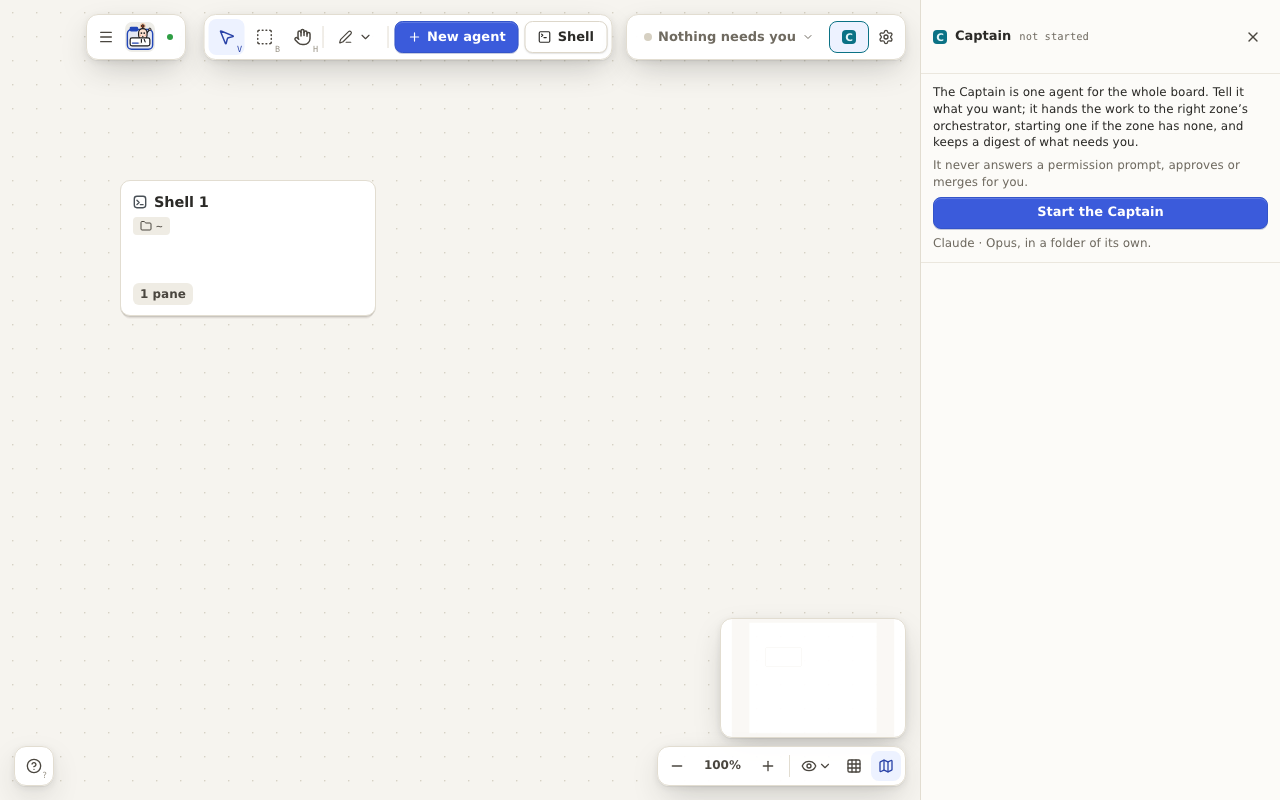 V
B
H
New agent
Shell
Nothing needs you
C
C
Captain not started
The Captain is one agent for the whole board. Tell it
what you want; it hands the work to the right zone’s
orchestrator, starting one if the zone has none, and
keeps a digest of what needs you.
It never answers a permission prompt, approves or
merges for you.
Start the Captain
Claude · Opus, in a folder of its own.
Shell 1
~
1 pane
100%
?